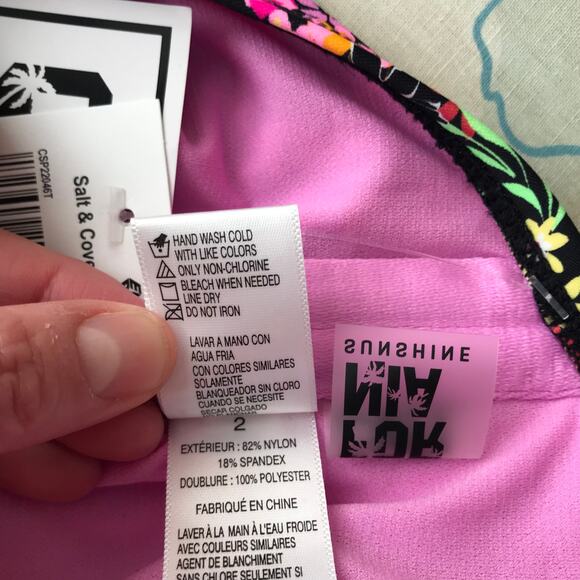 CSP22046T
Salt & Cove
HAND WASH COLD
WITH LIKE COLORS
ONLY NON-CHLORINE
BLEACH WHEN NEEDED
LINE DRY
DO NOT IRON
LAVAR A MANO CON
AGUA FRIA
CON COLORES SIMILARES
SOLAMENTE
BLANQUEADOR SIN CLORO
CUANDO SE NECESITE
SECAR COLGADO
2
EXTÉRIEUR : 82% NYLON
18% SPANDEX
DOUBLURE : 100% POLYESTER
FABRIQUÉ EN CHINE
LAVER À LA MAIN À L'EAU FROIDE
AVEC COULEURS SIMILAIRES
AGENT DE BLANCHIMENT
SANS CHLORE SEULEMENT SI
FOR
NIA
SUNSHINE